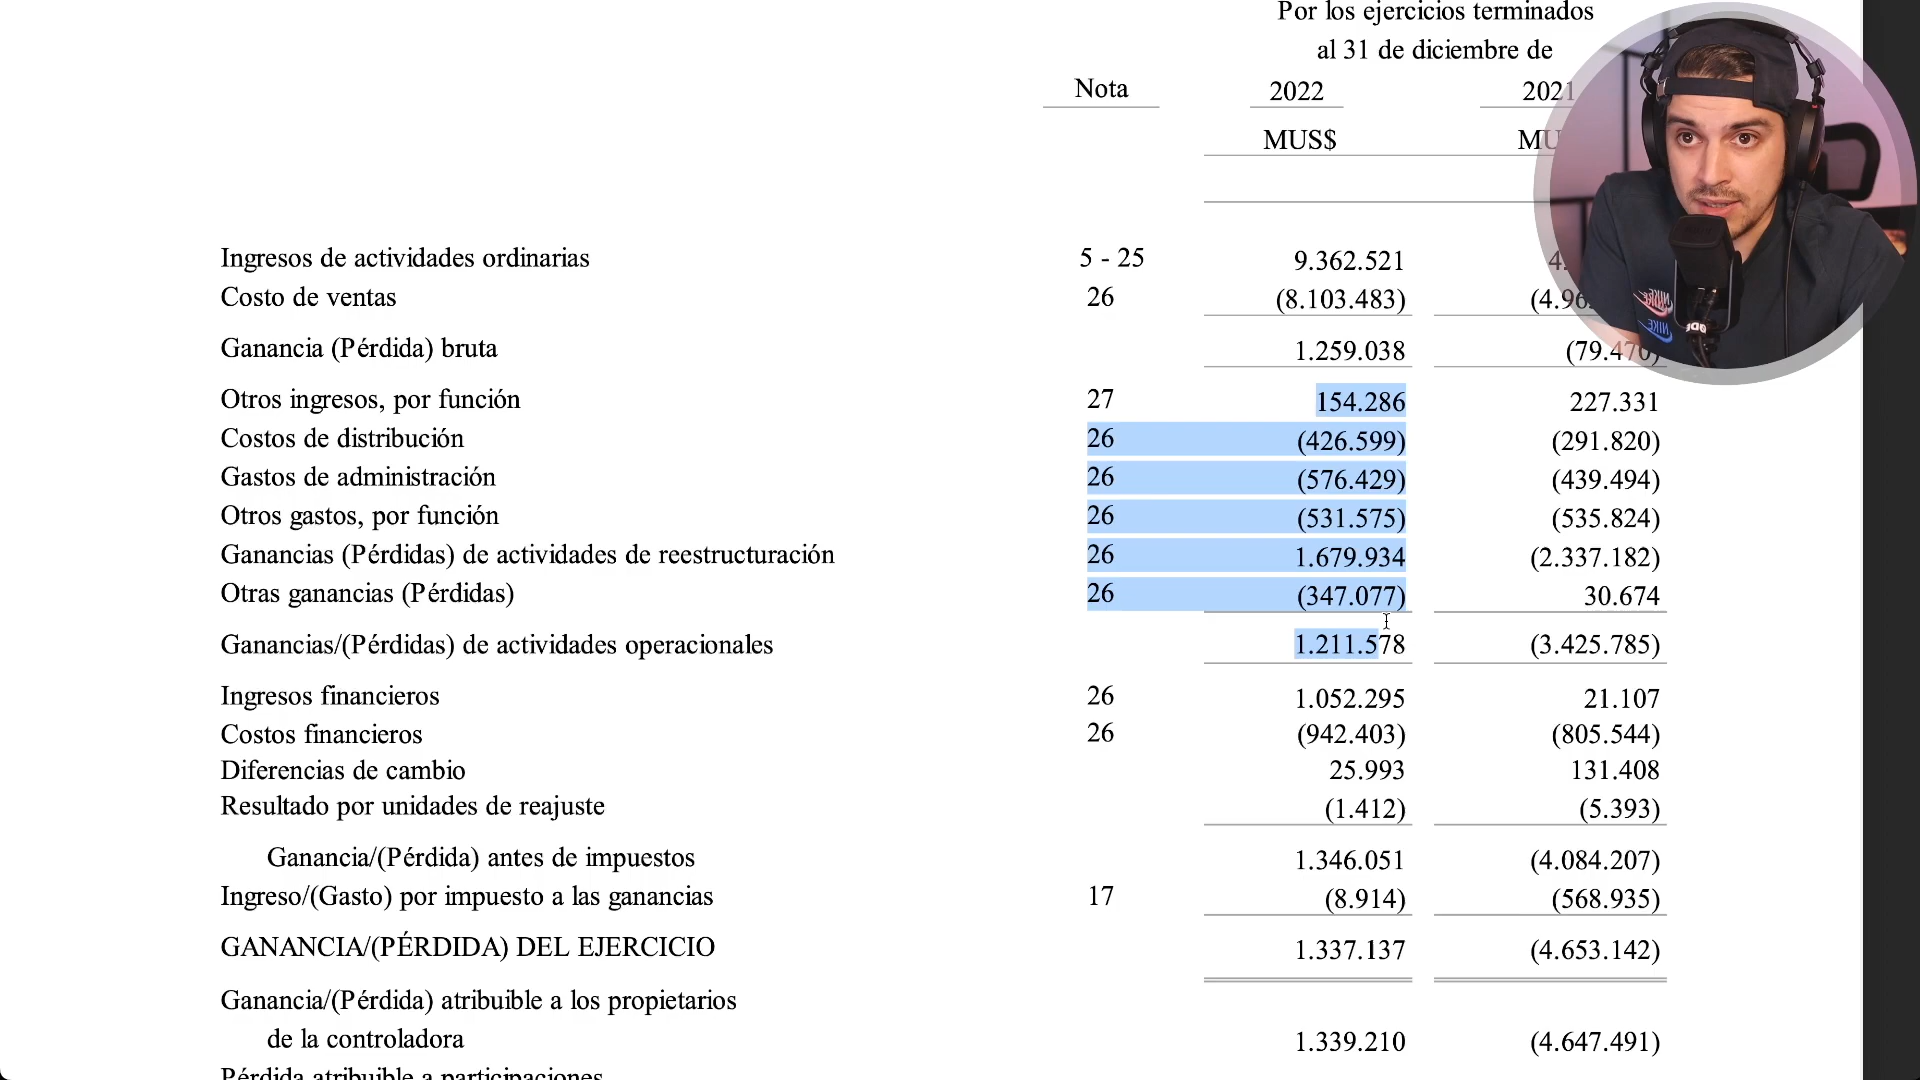 Por los ejercicios terminados
al 31 de diciembre de
Nota 2022 2021
MUS$
Ingresos de actividades ordinarias 5 - 25 9.362.521
Costo de ventas 26 (8.103.483)
Ganancia (Pérdida) bruta 1.259.038 (79.470)
Otros ingresos, por función 27 154.286 227.331
Costos de distribución 26 (426.599) (291.820)
Gastos de administración 26 (576.429) (439.494)
Otros gastos, por función 26 (531.575) (535.824)
Ganancias (Pérdidas) de actividades de reestructuración 26 1.679.934 (2.337.182)
Otras ganancias (Pérdidas) 26 (347.077) 30.674
Ganancias/(Pérdidas) de actividades operacionales 1.211.578 (3.425.785)
Ingresos financieros 26 1.052.295 21.107
Costos financieros 26 (942.403) (805.544)
Diferencias de cambio 25.993 131.408
Resultado por unidades de reajuste (1.412) (5.393)
Ganancia/(Pérdida) antes de impuestos 1.346.051 (4.084.207)
Ingreso/(Gasto) por impuesto a las ganancias 17 (8.914) (568.935)
GANANCIA/(PÉRDIDA) DEL EJERCICIO 1.337.137 (4.653.142)
Ganancia/(Pérdida) atribuible a los propietarios
de la controladora 1.339.210 (4.647.491)
Pérdida atribuible a participaciones
NIKE
NIKE